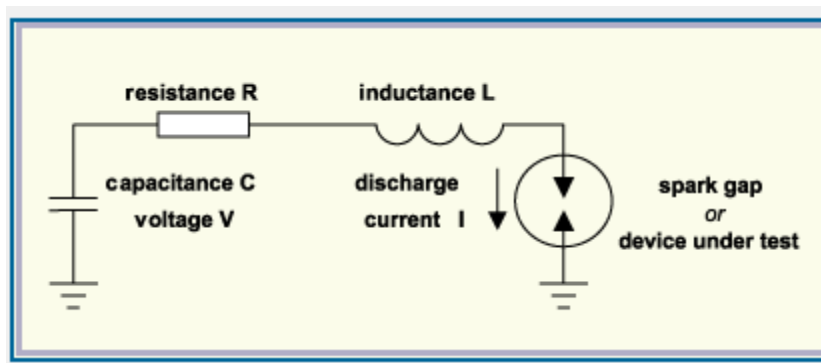 resistance R
inductance L
capacitance C
voltage V
discharge
current I
spark gap
or
device under test